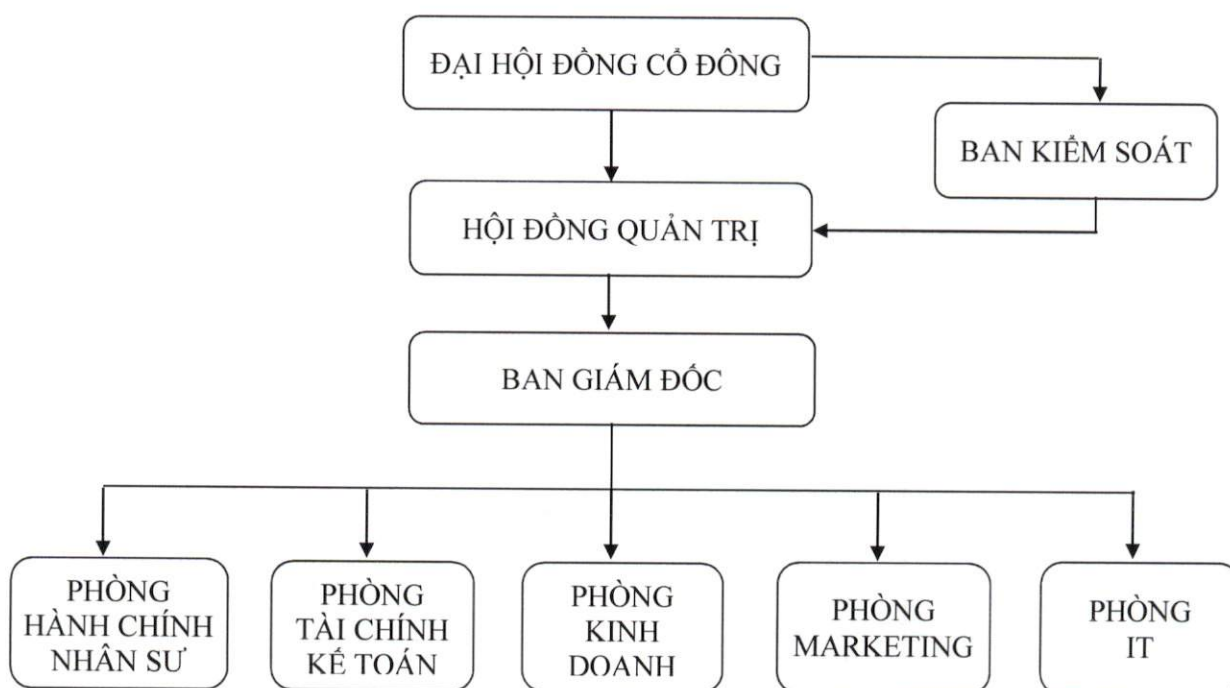 ĐẠI HỘI ĐỒNG CỔ ĐÔNG
BAN KIỂM SOÁT
HỘI ĐỒNG QUẢN TRỊ
BAN GIÁM ĐỐC
PHÒNG
HÀNH CHÍNH
NHÂN SƯ
PHÒNG
TÀI CHÍNH
KẾ TOÁN
PHÒNG
KINH
DOANH
PHÒNG
MARKETING
PHÒNG
IT